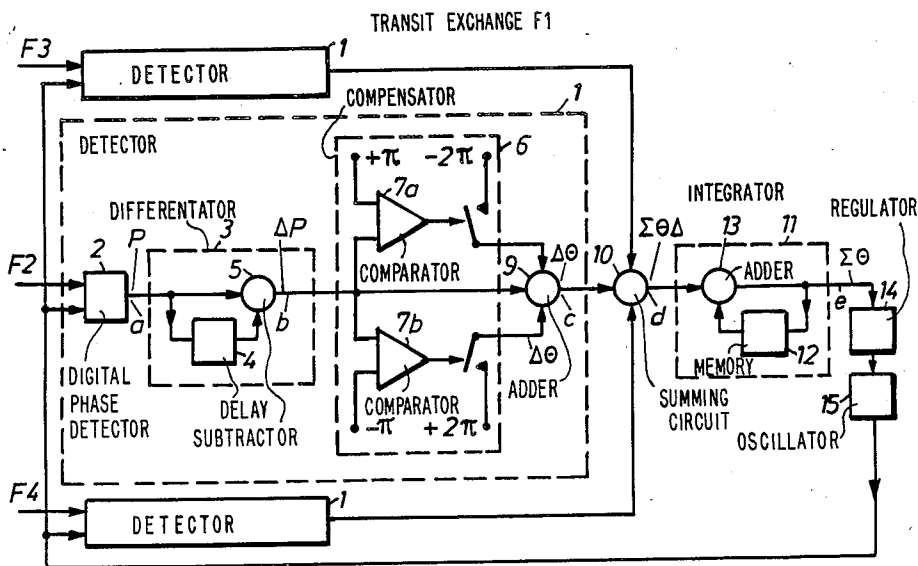 TRANSIT EXCHANGE F1
F3
1
DETECTOR
COMPENSATOR
1
DETECTOR
6
+π
-2π
7a
DIFFERENTATOR
3
COMPARATOR
INTEGRATOR
REGULATOR
2
P
5
ΔP
9
ΔΘ
10
ΣΘΔ
13
11
ADDER
ΣΘ
F2
a
b
c
d
e
14
4
7b
ΔΘ
MEMORY
12
DIGITAL
PHASE
DETECTOR
DELAY
SUBTRACTOR
COMPARATOR
ADDER
SUMMING
CIRCUIT
15
OSCILLATOR
-π
+2π
F4
1
DETECTOR